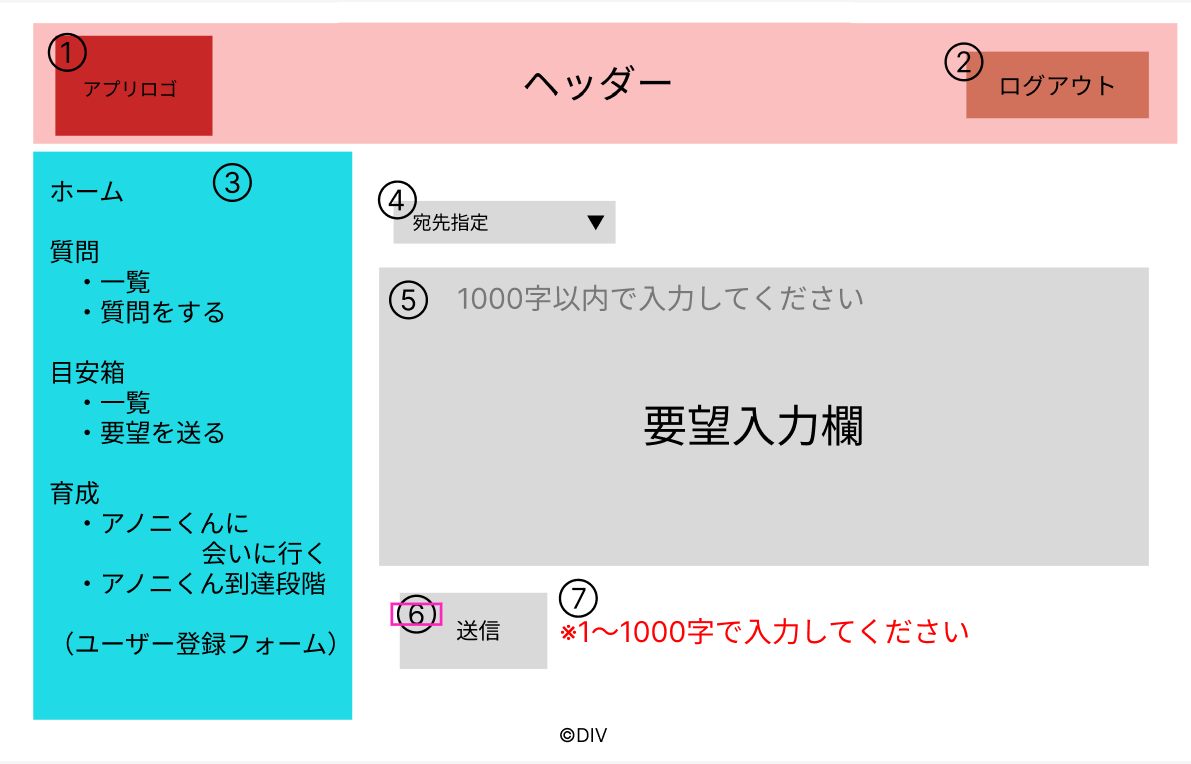 ①
アプリロゴ
ヘッダー
②
ログアウト
③
ホーム
質問
・一覧
・質問をする
目安箱
・一覧
・要望を送る
育成
・アノニくんに
会いに行く
・アノニくん到達段階
（ユーザー登録フォーム）
④
宛先指定 ▼
⑤
1000字以内で入力してください
要望入力欄
⑥
送信
⑦
※1〜1000字で入力してください
©DIV